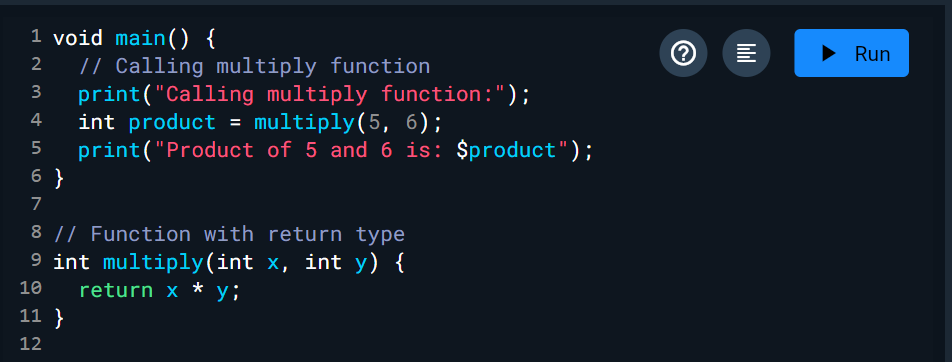 1 void main() {
2   // Calling multiply function
3   print("Calling multiply function:");
4   int product = multiply(5, 6);
5   print("Product of 5 and 6 is: $product");
6 }
7
8 // Function with return type
9 int multiply(int x, int y) {
10   return x * y;
11 }
12
? Run